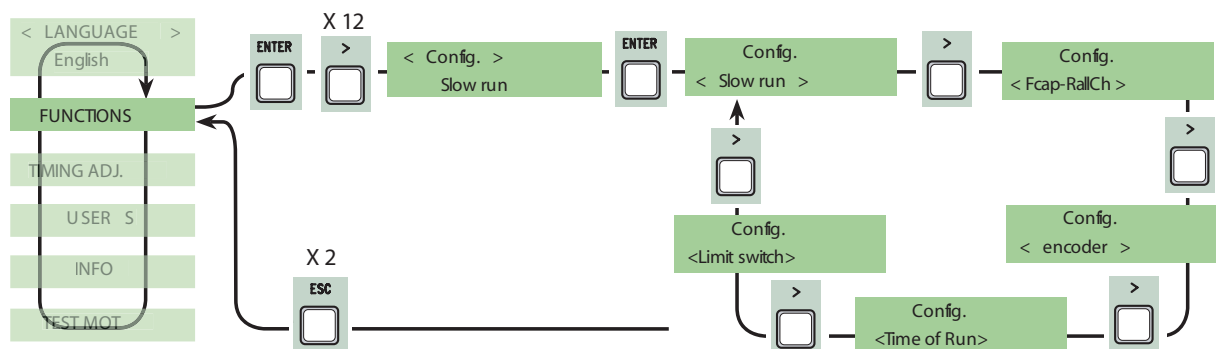 < LANGUAGE >
English
FUNCTIONS
TIMING ADJ.
USER S
INFO
TEST MOT
ENTER
X 12
>
< Config. >
Slow run
ENTER
Config.
< Slow run >
>
Config.
< Fcap-RallCh >
>
Config.
< encoder >
>
Config.
<Time of Run>
>
Config.
<Limit switch>
>
X 2
ESC